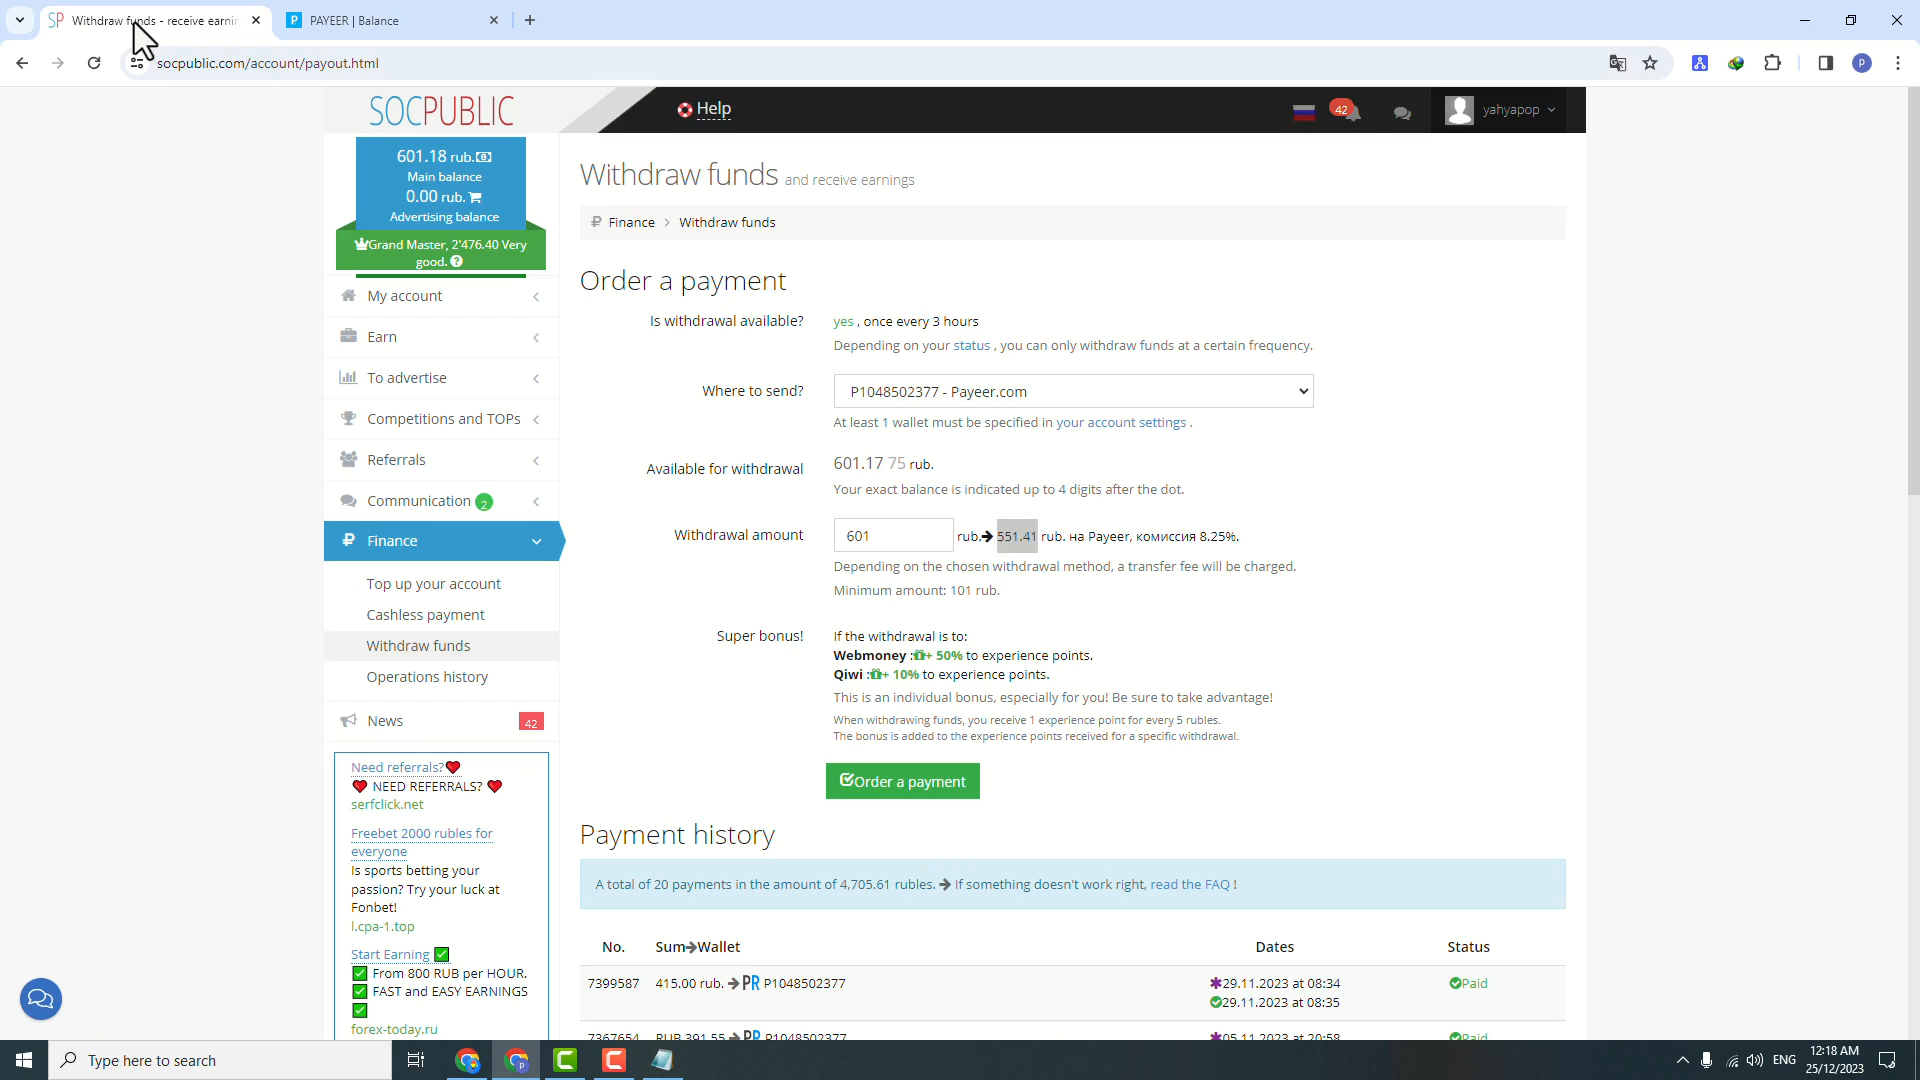 Withdraw funds - receive earnin
PAYEER | Balance
socpublic.com/account/payout.html
SOCPUBLIC
Help
42
yahyapop
601.18 rub.
Main balance
0.00 rub.
Advertising balance
Grand Master, 2'476.40 Very
good.
My account
Earn
To advertise
Competitions and TOPs
Referrals
Communication 2
Finance
Top up your account
Cashless payment
Withdraw funds
Operations history
News 42
Need referrals?
NEED REFERRALS?
serfclick.net
Freebet 2000 rubles for
everyone
Is sports betting your
passion? Try your luck at
Fonbet!
l.cpa-1.top
Start Earning
From 800 RUB per HOUR.
FAST and EASY EARNINGS
forex-today.ru
Withdraw funds and receive earnings
Finance > Withdraw funds
Order a payment
Is withdrawal available? yes , once every 3 hours
Depending on your status , you can only withdraw funds at a certain frequency.
Where to send? P1048502377 - Payeer.com
At least 1 wallet must be specified in your account settings .
Available for withdrawal 601.17 75 rub.
Your exact balance is indicated up to 4 digits after the dot.
Withdrawal amount 601 rub. 551.41 rub. на Payeer, комиссия 8.25%.
Depending on the chosen withdrawal method, a transfer fee will be charged.
Minimum amount: 101 rub.
Super bonus! If the withdrawal is to:
Webmoney : + 50% to experience points.
Qiwi : + 10% to experience points.
This is an individual bonus, especially for you! Be sure to take advantage!
When withdrawing funds, you receive 1 experience point for every 5 rubles.
The bonus is added to the experience points received for a specific withdrawal.
Order a payment
Payment history
A total of 20 payments in the amount of 4,705.61 rubles. If something doesn't work right, read the FAQ !
No. Sum Wallet Dates Status
7399587 415.00 rub. PR P1048502377 29.11.2023 at 08:34 Paid
29.11.2023 at 08:35
7367654 RUB 391.55 PR P1048502377 05.11.2023 at 20:58 Paid
Type here to search
ENG
12:18 AM
25/12/2023